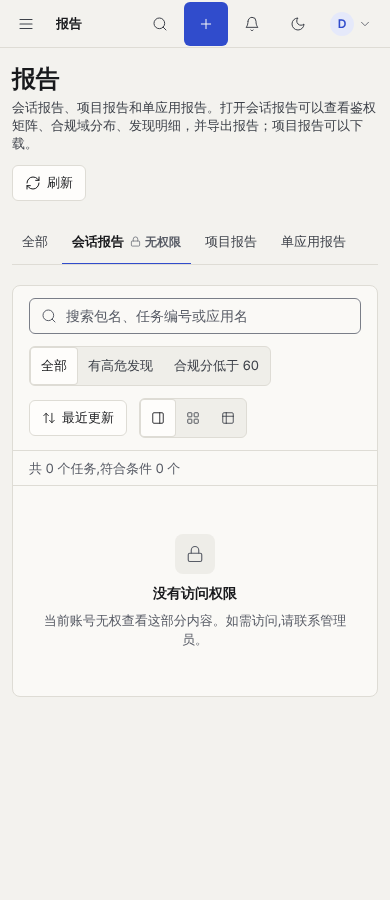 报告
D
报告
会话报告、项目报告和单应用报告。打开会话报告可以查看鉴权
矩阵、合规域分布、发现明细，并导出报告；项目报告可以下
载。
刷新
全部
会话报告 无权限
项目报告
单应用报告
搜索包名、任务编号或应用名
全部
有高危发现
合规分低于 60
最近更新
共 0 个任务,符合条件 0 个
没有访问权限
当前账号无权查看这部分内容。如需访问,请联系管理
员。